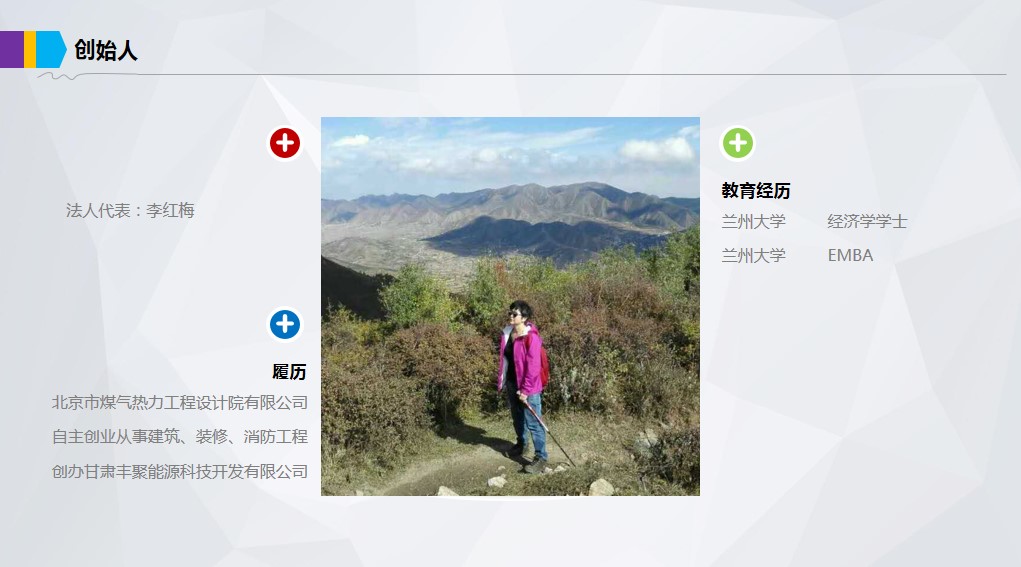 创始人
法人代表：李红梅
履历
北京市煤气热力工程设计院有限公司
自主创业从事建筑、装修、消防工程
创办甘肃丰聚能源科技开发有限公司
教育经历
兰州大学 经济学学士
兰州大学 EMBA